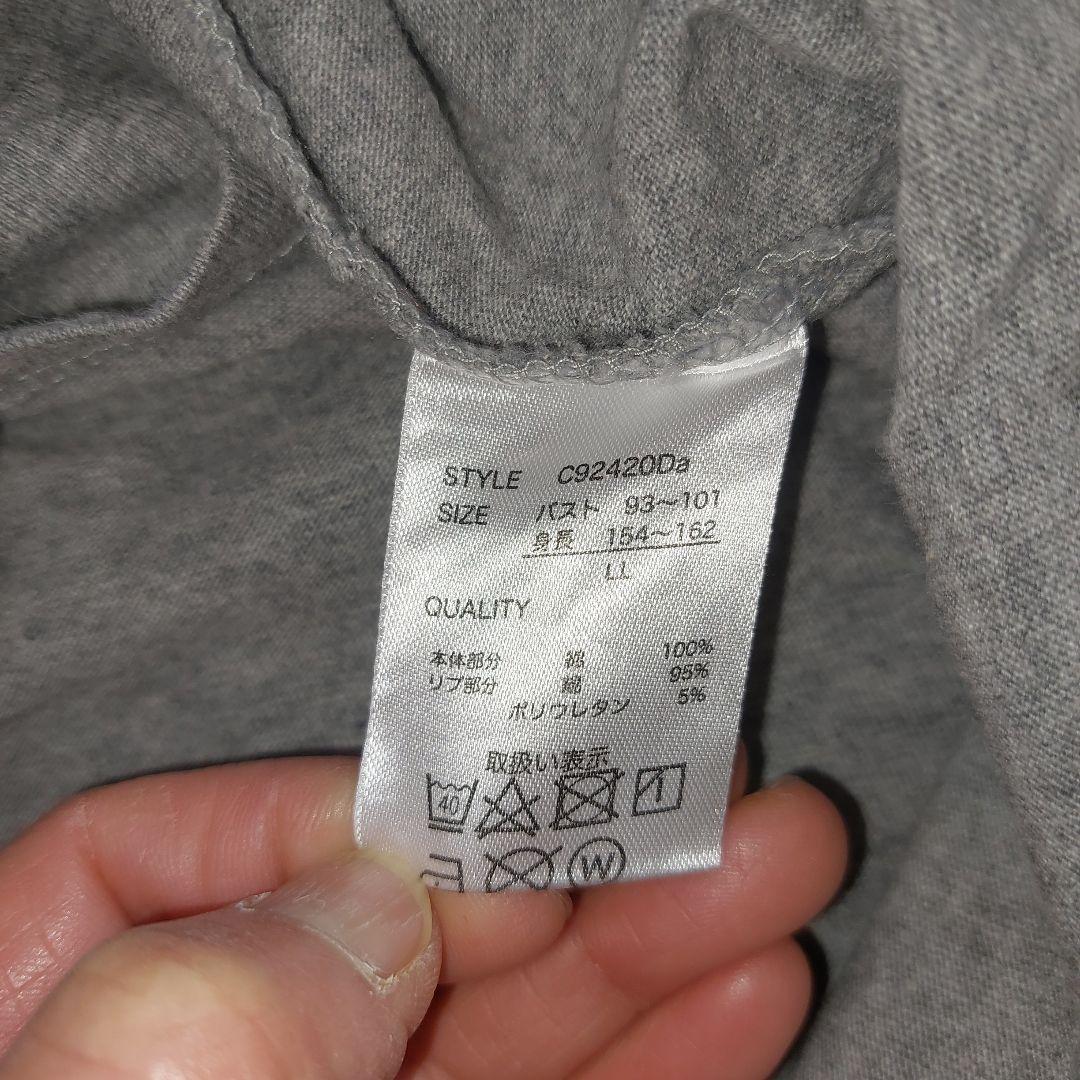 STYLE C92420Da
SIZE バスト 93〜101
身長 154〜162
LL
QUALITY
本体部分 綿 100%
リブ部分 綿 95%
ポリウレタン 5%
取扱い表示
40
W